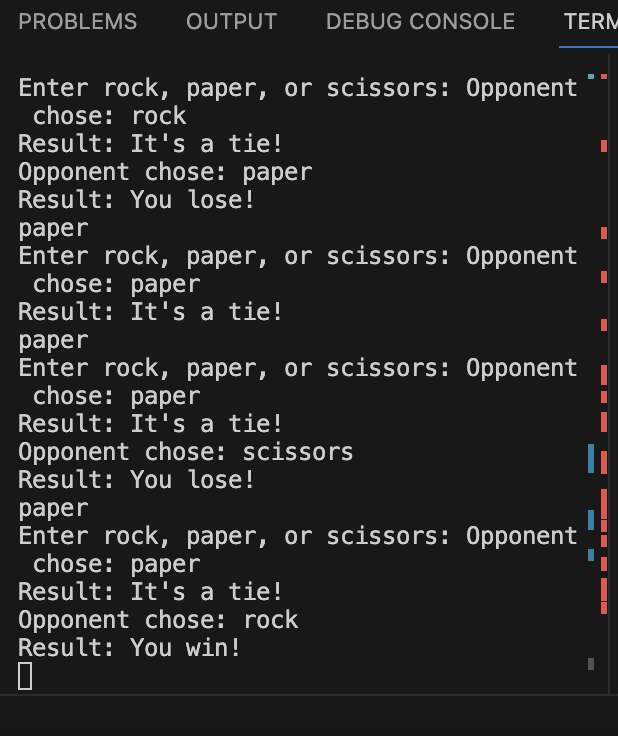 PROBLEMS OUTPUT DEBUG CONSOLE TERM
Enter rock, paper, or scissors: Opponent
 chose: rock
Result: It's a tie!
Opponent chose: paper
Result: You lose!
paper
Enter rock, paper, or scissors: Opponent
 chose: paper
Result: It's a tie!
paper
Enter rock, paper, or scissors: Opponent
 chose: paper
Result: It's a tie!
Opponent chose: scissors
Result: You lose!
paper
Enter rock, paper, or scissors: Opponent
 chose: paper
Result: It's a tie!
Opponent chose: rock
Result: You win!